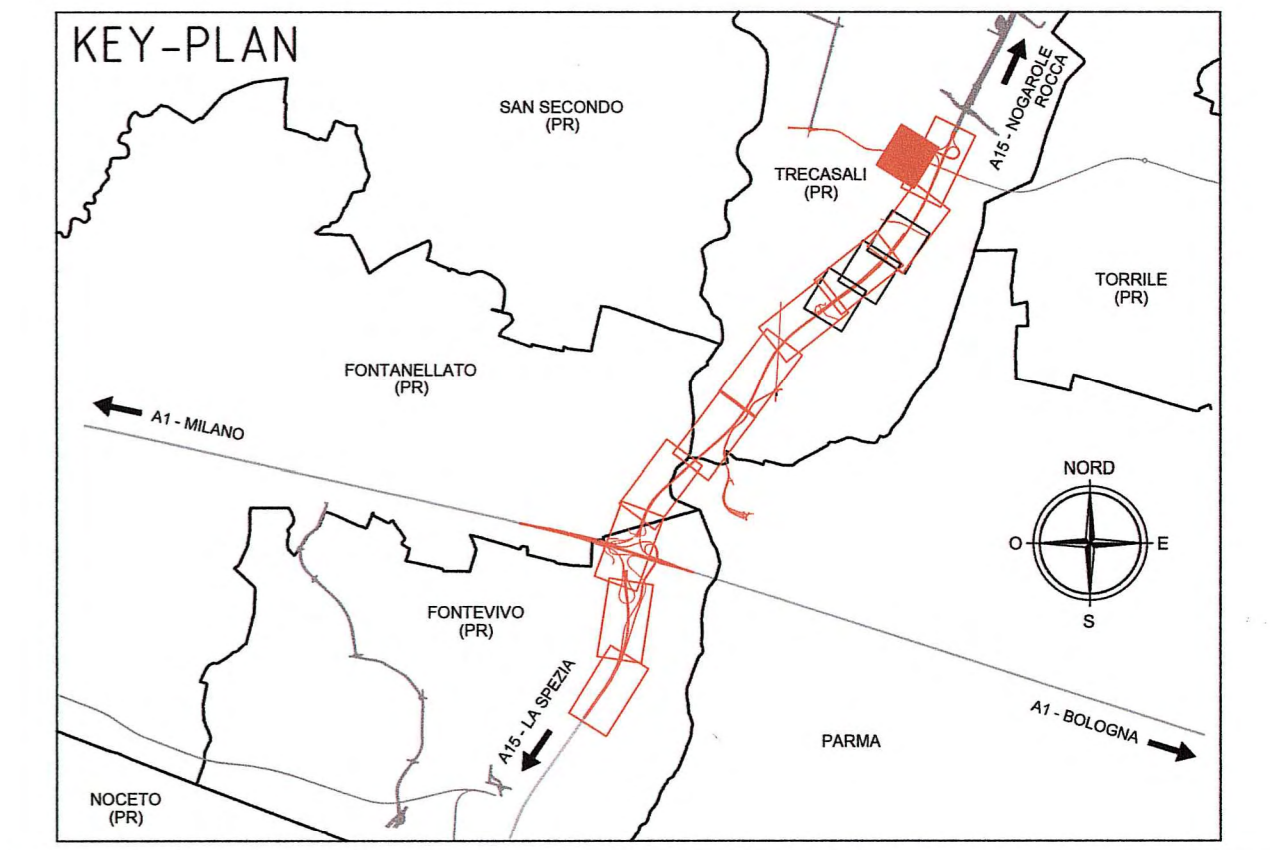 KEY-PLAN
SAN SECONDO
(PR)
A15 - NOGAROLE
ROCCA
TRECASALI
(PR)
TORRILE
(PR)
FONTANELLATO
(PR)
A1 - MILANO
NORD
O
E
S
FONTEVIVO
(PR)
A15 - LA SPEZIA
A1 - BOLOGNA
PARMA
NOCETO
(PR)